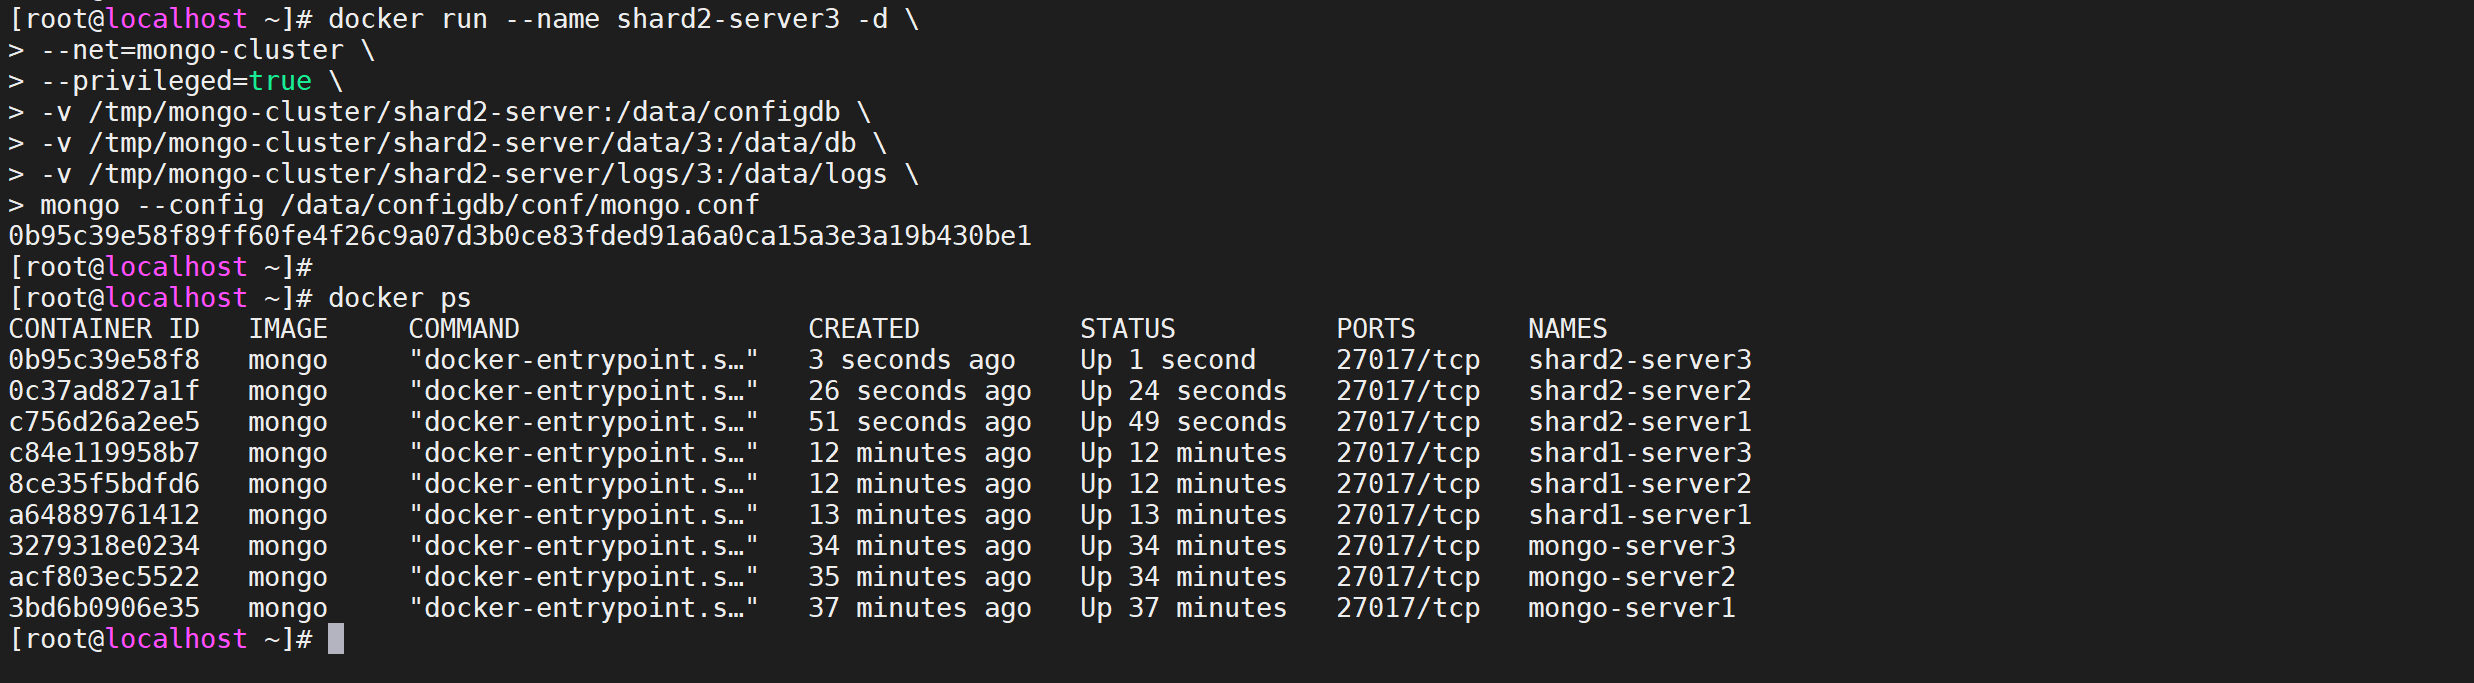 [root@localhost ~]# docker run --name shard2-server3 -d \
> --net=mongo-cluster \
> --privileged=true \
> -v /tmp/mongo-cluster/shard2-server:/data/configdb \
> -v /tmp/mongo-cluster/shard2-server/data/3:/data/db \
> -v /tmp/mongo-cluster/shard2-server/logs/3:/data/logs \
> mongo --config /data/configdb/conf/mongo.conf
0b95c39e58f89ff60fe4f26c9a07d3b0ce83fded91a6a0ca15a3e3a19b430be1
[root@localhost ~]#
[root@localhost ~]# docker ps
CONTAINER ID   IMAGE     COMMAND                  CREATED          STATUS          PORTS       NAMES
0b95c39e58f8   mongo     "docker-entrypoint.s…"   3 seconds ago    Up 1 second     27017/tcp   shard2-server3
0c37ad827a1f   mongo     "docker-entrypoint.s…"   26 seconds ago   Up 24 seconds   27017/tcp   shard2-server2
c756d26a2ee5   mongo     "docker-entrypoint.s…"   51 seconds ago   Up 49 seconds   27017/tcp   shard2-server1
c84e119958b7   mongo     "docker-entrypoint.s…"   12 minutes ago   Up 12 minutes   27017/tcp   shard1-server3
8ce35f5bdfd6   mongo     "docker-entrypoint.s…"   12 minutes ago   Up 12 minutes   27017/tcp   shard1-server2
a64889761412   mongo     "docker-entrypoint.s…"   13 minutes ago   Up 13 minutes   27017/tcp   shard1-server1
3279318e0234   mongo     "docker-entrypoint.s…"   34 minutes ago   Up 34 minutes   27017/tcp   mongo-server3
acf803ec5522   mongo     "docker-entrypoint.s…"   35 minutes ago   Up 34 minutes   27017/tcp   mongo-server2
3bd6b0906e35   mongo     "docker-entrypoint.s…"   37 minutes ago   Up 37 minutes   27017/tcp   mongo-server1
[root@localhost ~]#